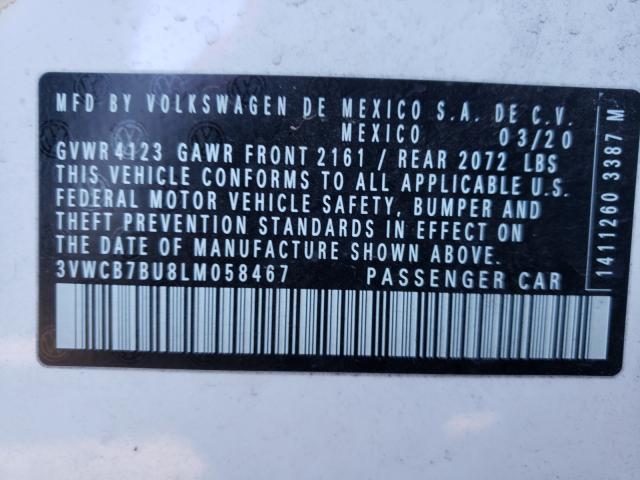 MFD BY VOLKSWAGEN DE MEXICO S.A. DE C.V.
MEXICO 03/20
GVWR4123 GAWR FRONT 2161 / REAR 2072 LBS
THIS VEHICLE CONFORMS TO ALL APPLICABLE U.S.
FEDERAL MOTOR VEHICLE SAFETY, BUMPER AND
THEFT PREVENTION STANDARDS IN EFFECT ON
THE DATE OF MANUFACTURE SHOWN ABOVE.
3VWCB7BU8LM058467 PASSENGER CAR
1411260 3387 M